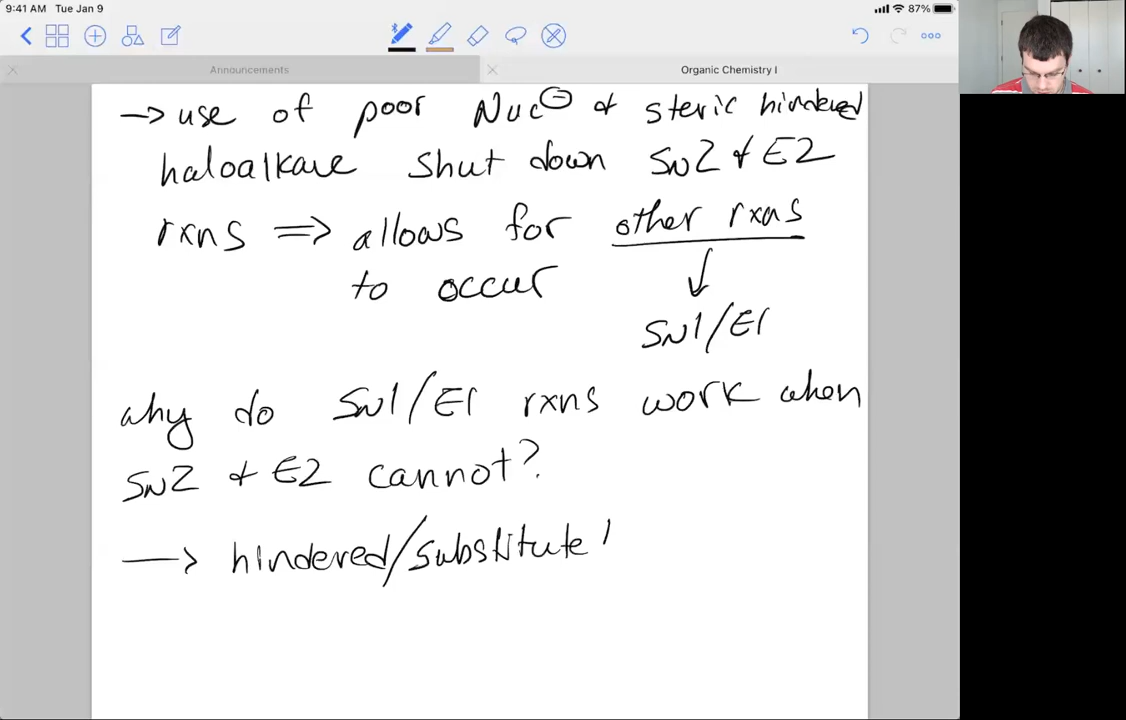 9:41 AM Tue Jan 9
87%
Announcements
Organic Chemistry I
→ use of poor Nuc⊖ & steric hindered
haloalkane shut down SN2 & E2
rxns ⇒ allows for other rxns
to occur
↓
SN1/E1
why do SN1/E1 rxns work when
SN2 & E2 cannot?
→ hindered/substitute